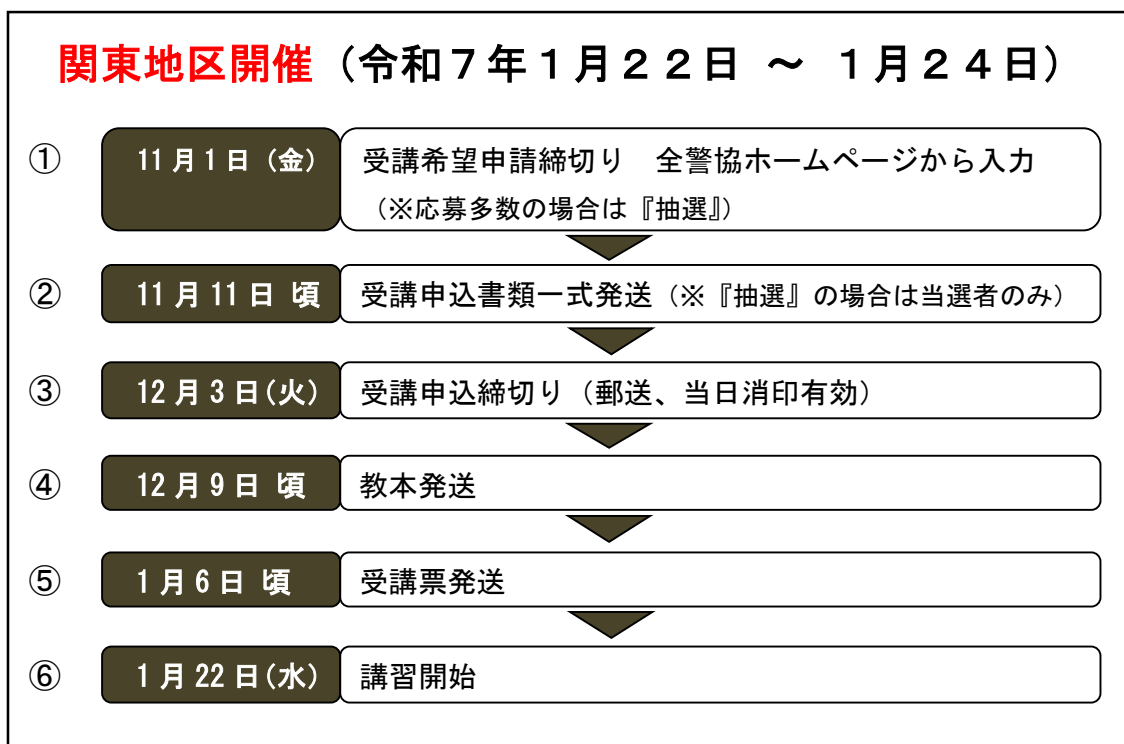 関東地区開催(令和7年1月22日 ～ 1月24日)
① 11月1日(金) 受講希望申請締切り　全警協ホームページから入力
(※応募多数の場合は『抽選』)
② 11月11日 頃 受講申込書類一式発送(※『抽選』の場合は当選者のみ)
③ 12月3日(火) 受講申込締切り(郵送、当日消印有効)
④ 12月9日 頃 教本発送
⑤ 1月6日 頃 受講票発送
⑥ 1月22日(水) 講習開始